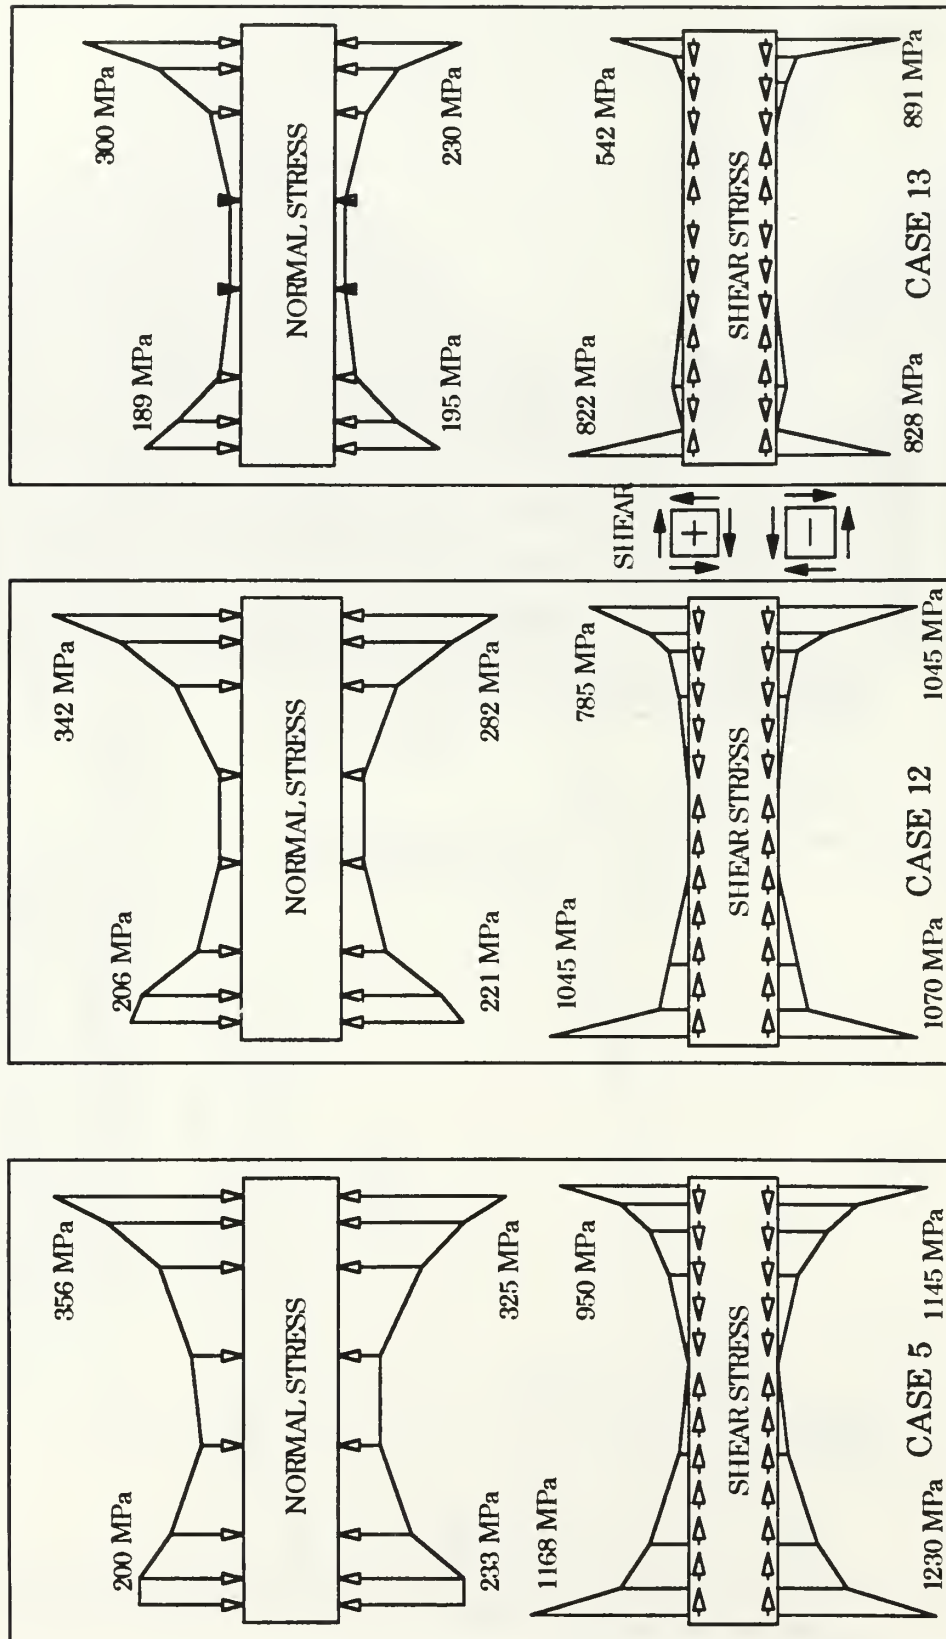 300 MPa
189 MPa
NORMAL STRESS
230 MPa
195 MPa
542 MPa
822 MPa
SHEAR STRESS
891 MPa
828 MPa
CASE 13
SHEAR
+
−
342 MPa
206 MPa
NORMAL STRESS
282 MPa
221 MPa
785 MPa
1045 MPa
SHEAR STRESS
1045 MPa
1070 MPa
CASE 12
356 MPa
200 MPa
NORMAL STRESS
325 MPa
233 MPa
950 MPa
1168 MPa
SHEAR STRESS
1145 MPa
1230 MPa
CASE 5